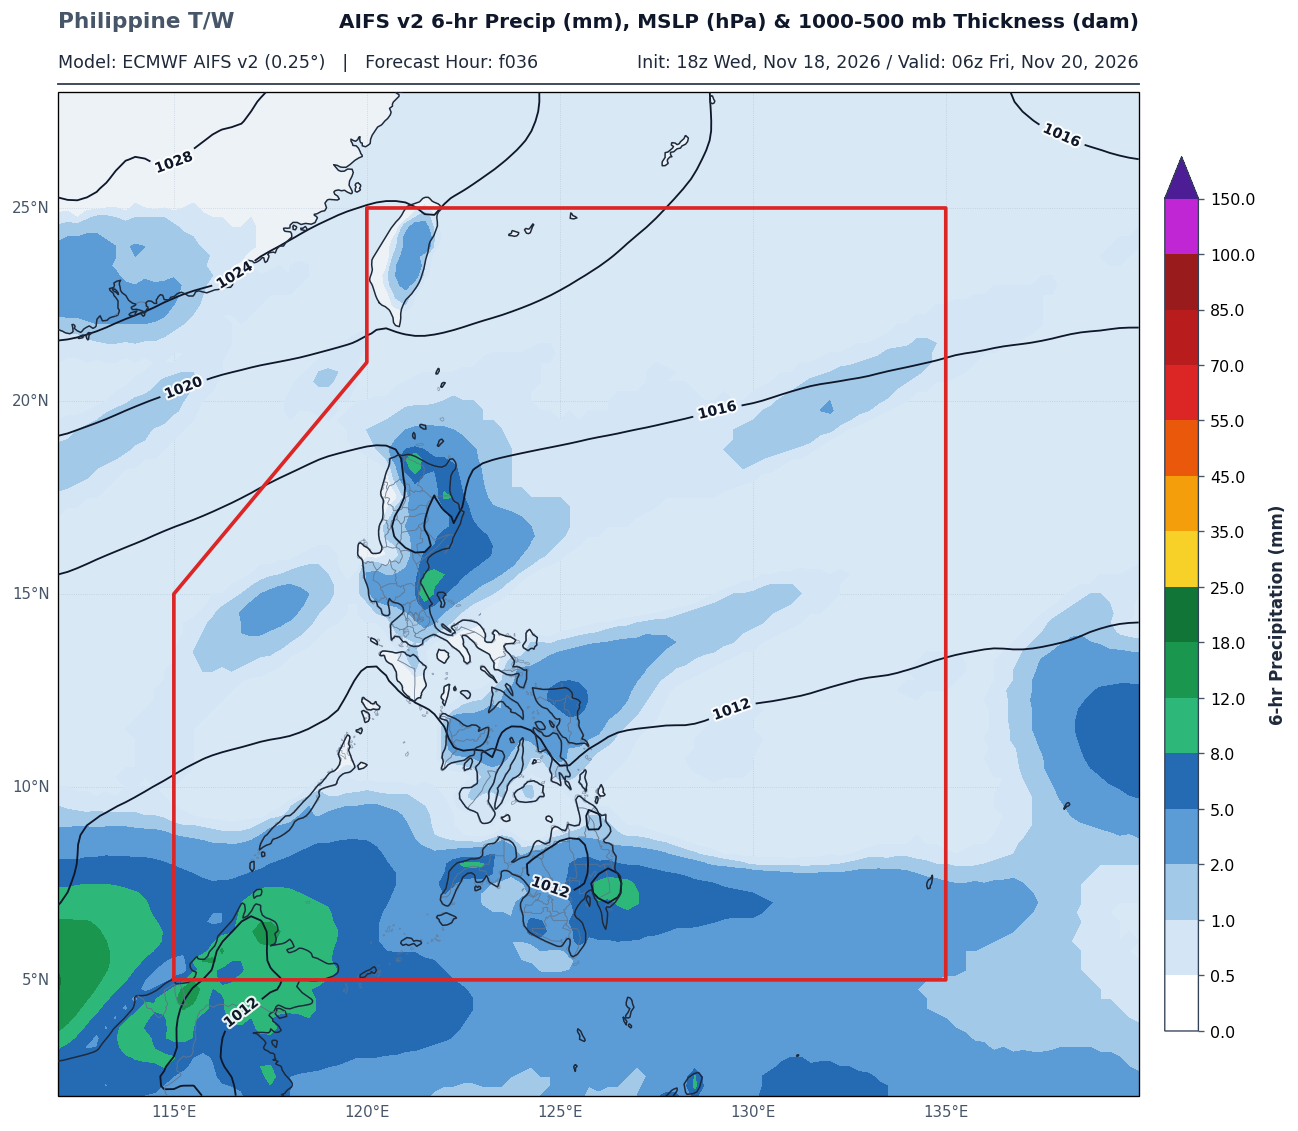 Philippine T/W
AIFS v2 6-hr Precip (mm), MSLP (hPa) & 1000-500 mb Thickness (dam)
Model: ECMWF AIFS v2 (0.25°) | Forecast Hour: f036
Init: 18z Wed, Nov 18, 2026 / Valid: 06z Fri, Nov 20, 2026
1028
1016
1024
1020
1016
1012
1012
1012
25°N
20°N
15°N
10°N
5°N
115°E
120°E
125°E
130°E
135°E
150.0
100.0
85.0
70.0
55.0
45.0
35.0
25.0
18.0
12.0
8.0
5.0
2.0
1.0
0.5
0.0
6-hr Precipitation (mm)